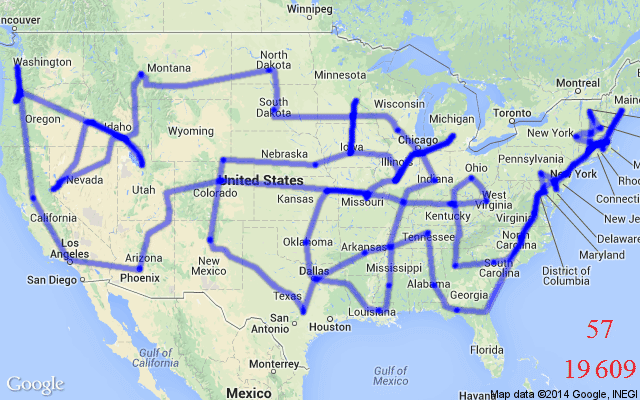 Winnipeg
Vancouver
Washington
Montana
North
Dakota
Minnesota
Montreal
Maine
Oregon
Idaho
South
Dakota
Wisconsin
Michigan
Toronto
New York
Wyoming
Iowa
Chicago
Nebraska
Illinois
Ohio
Pennsylvania
New York
Rhode
Nevada
Utah
Colorado
United States
Indiana
West
Virginia
Connecticut
Kansas
Missouri
Kentucky
Virginia
New Jersey
California
Delaware
Oklahoma
Arkansas
Tennessee
North
Carolina
Maryland
Los
Angeles
Arizona
New
Mexico
Mississippi
South
Carolina
District of
Columbia
San Diego
Phoenix
Dallas
Alabama
Georgia
Texas
Louisiana
San
Antonio
Houston
57
Gulf of
California
Monterrey
Gulf of
Mexico
Florida
19 609
Google
Mexico
Havana
Map data ©2014 Google, INEGI